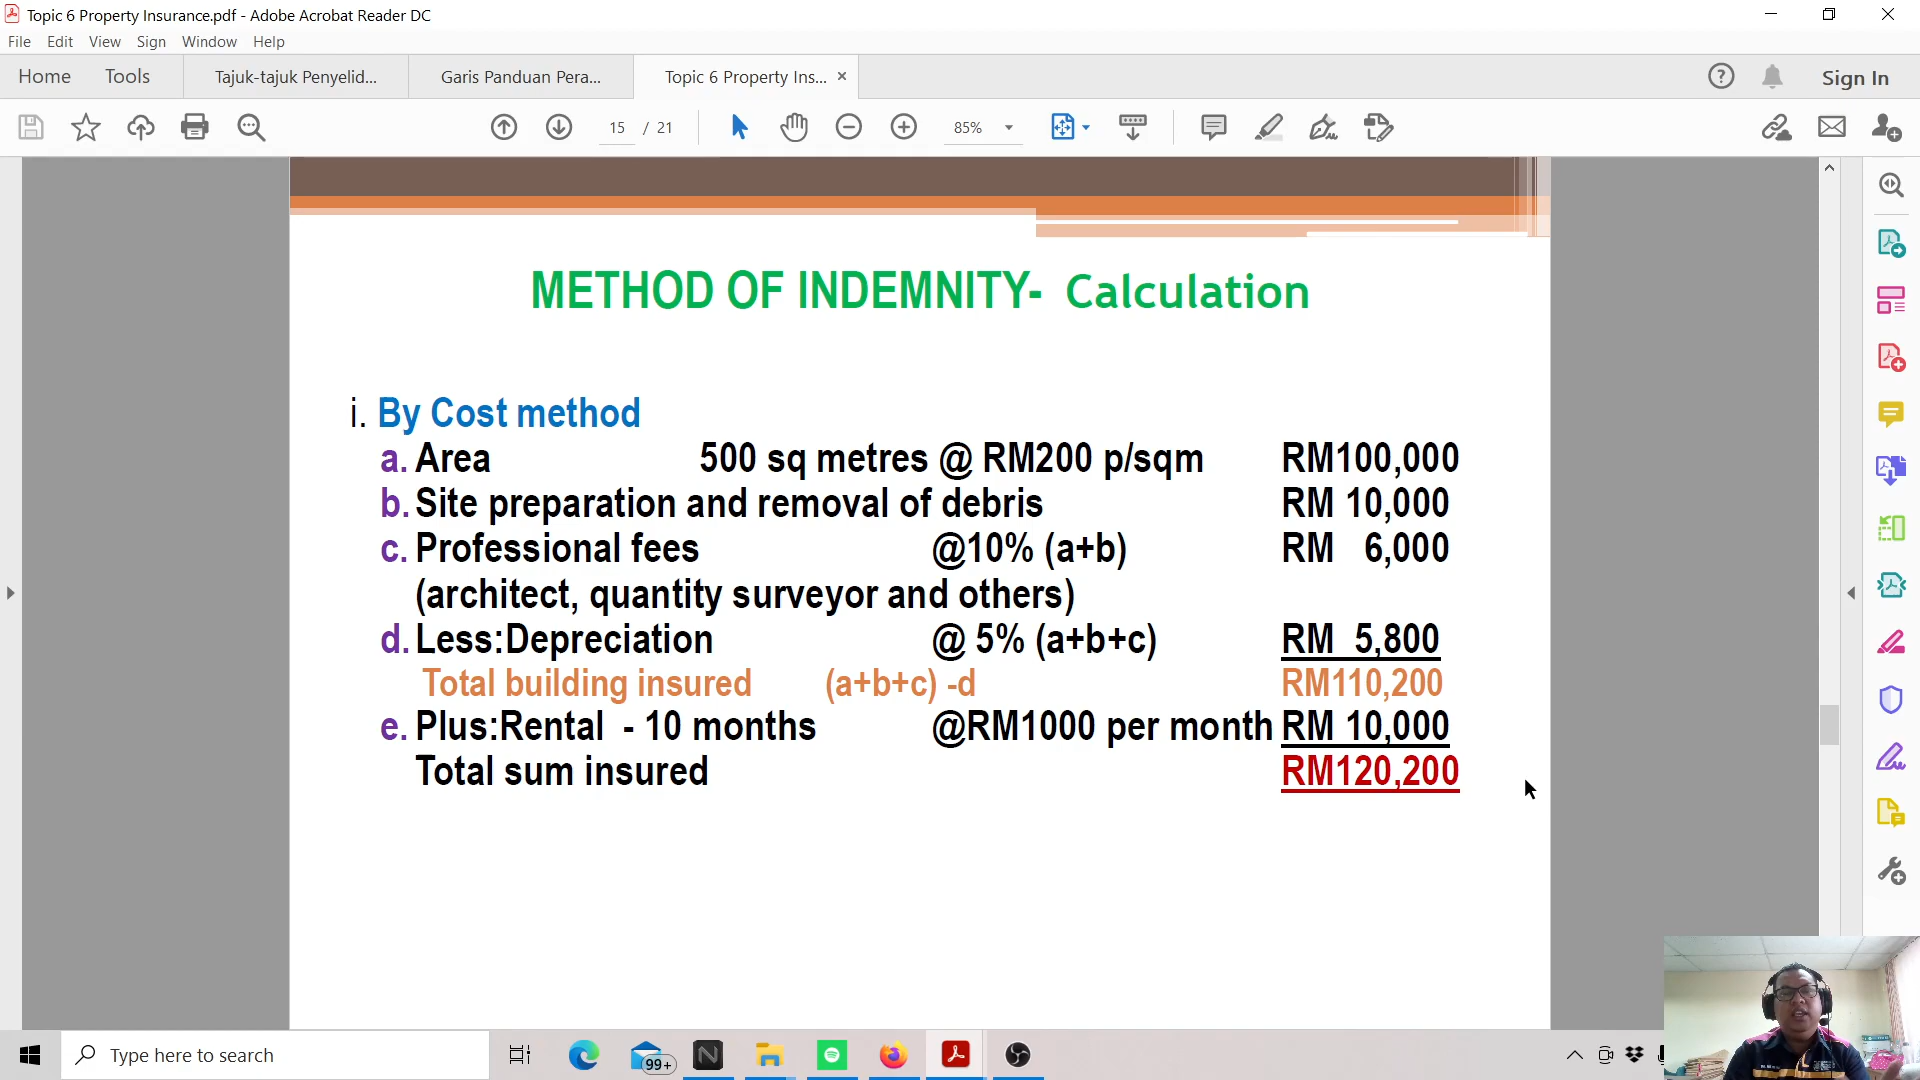 Topic 6 Property Insurance.pdf - Adobe Acrobat Reader DC
File Edit View Sign Window Help
Home Tools Tajuk-tajuk Penyelid... Garis Panduan Pera... Topic 6 Property Ins... × Sign In
15 / 21 85%
METHOD OF INDEMNITY- Calculation
i. By Cost method
a. Area 500 sq metres @ RM200 p/sqm RM100,000
b. Site preparation and removal of debris RM 10,000
c. Professional fees @10% (a+b) RM 6,000
(architect, quantity surveyor and others)
d. Less:Depreciation @ 5% (a+b+c) RM 5,800
Total building insured (a+b+c) -d RM110,200
e. Plus:Rental - 10 months @RM1000 per month RM 10,000
Total sum insured RM120,200
Type here to search 99+